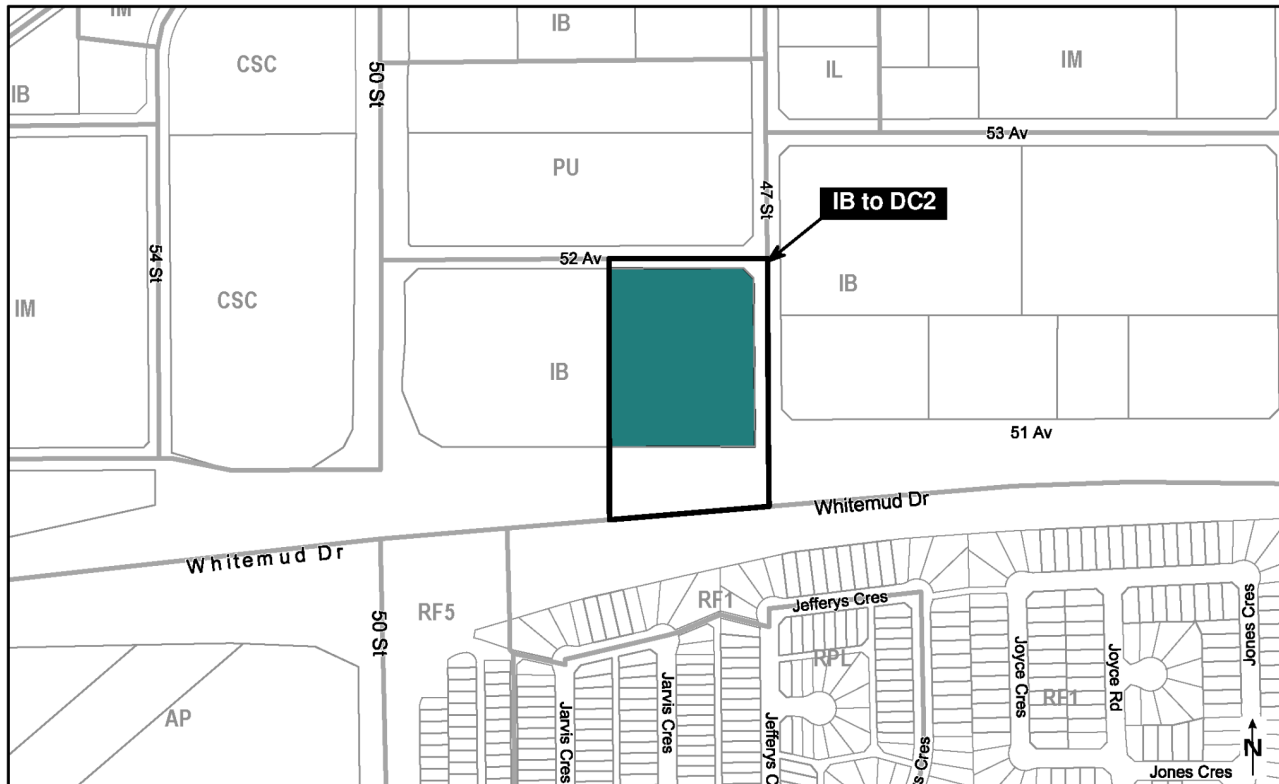 IM
IB
CSC
50 St
IL
IM
IB
53 Av
PU
47 St
IB to DC2
54 St
52 Av
IM
CSC
IB
IB
51 Av
Whitemud Dr
Whitemud Dr
RF5
50 St
RF1
Jefferys Cres
RPL
Jones Cres
Joyce Cres
Joyce Rd
RF1
Jarvis Cres
Jarvis Cres
AP
Jefferys C
s Cres
N
Jones Cres